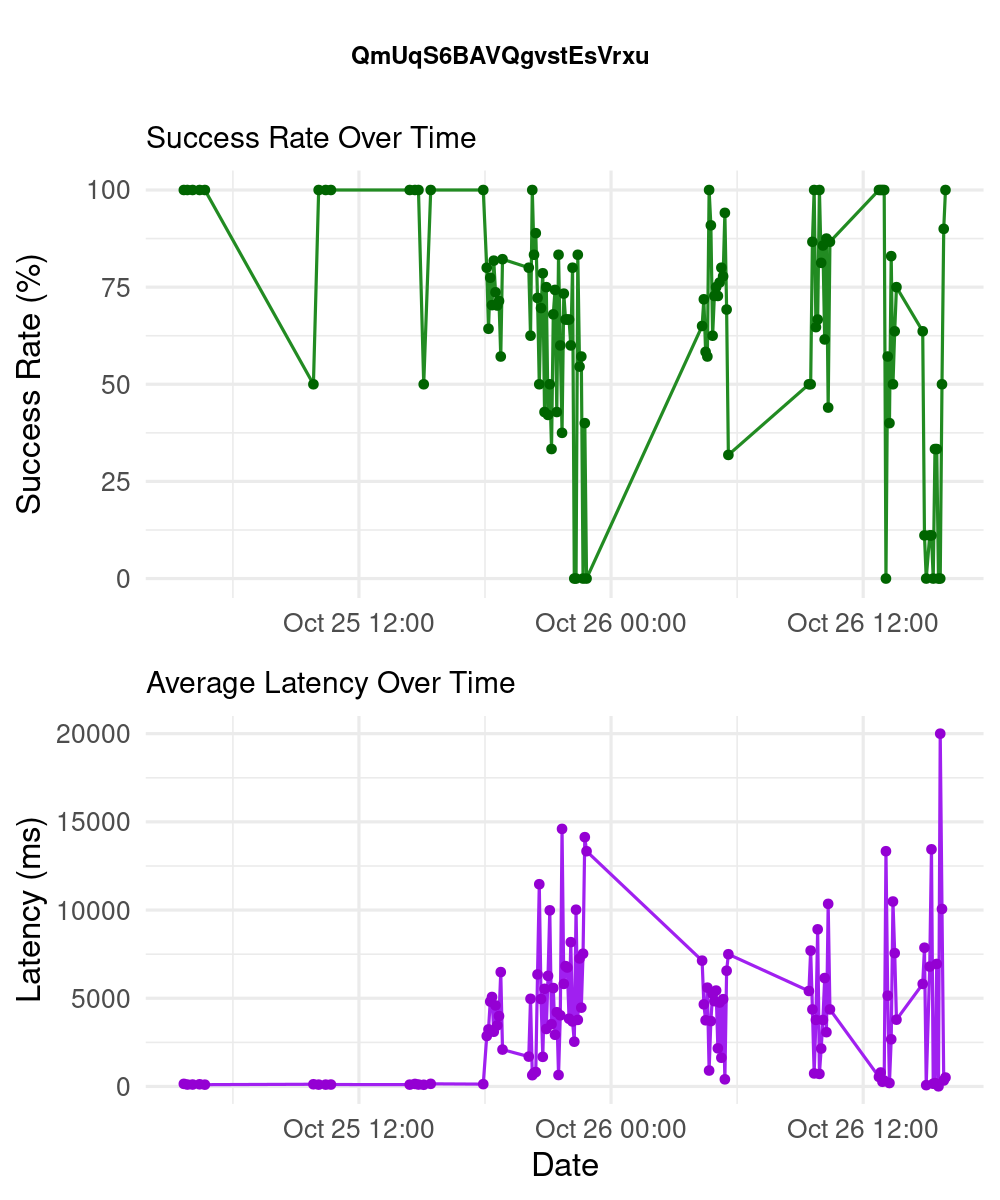 QmUqS6BAVQgvstEsVrxu
Success Rate Over Time
Success Rate (%)
100
75
50
25
0
Oct 25 12:00 Oct 26 00:00 Oct 26 12:00
Average Latency Over Time
Latency (ms)
20000
15000
10000
5000
0
Oct 25 12:00 Oct 26 00:00 Oct 26 12:00
Date